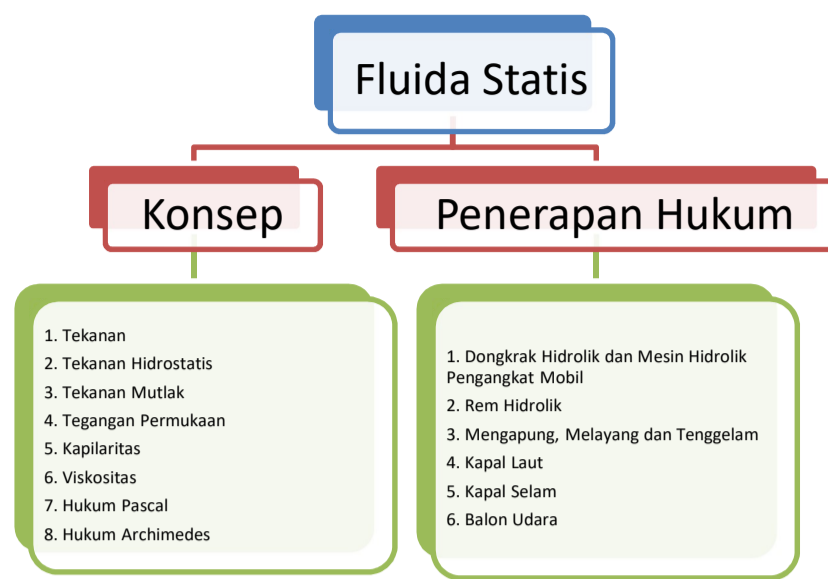 Fluida Statis
Konsep
Penerapan Hukum
1. Tekanan
2. Tekanan Hidrostatis
3. Tekanan Mutlak
4. Tegangan Permukaan
5. Kapilaritas
6. Viskositas
7. Hukum Pascal
8. Hukum Archimedes
1. Dongkrak Hidrolik dan Mesin Hidrolik
Pengangkat Mobil
2. Rem Hidrolik
3. Mengapung, Melayang dan Tenggelam
4. Kapal Laut
5. Kapal Selam
6. Balon Udara